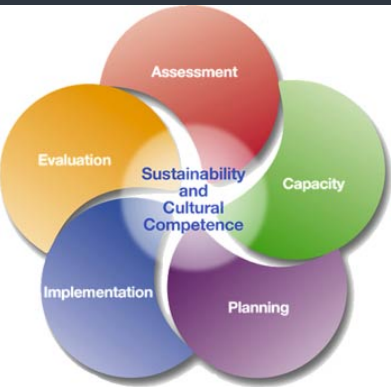 Assessment
Capacity
Planning
Implementation
Evaluation
Sustainability
and
Cultural
Competence